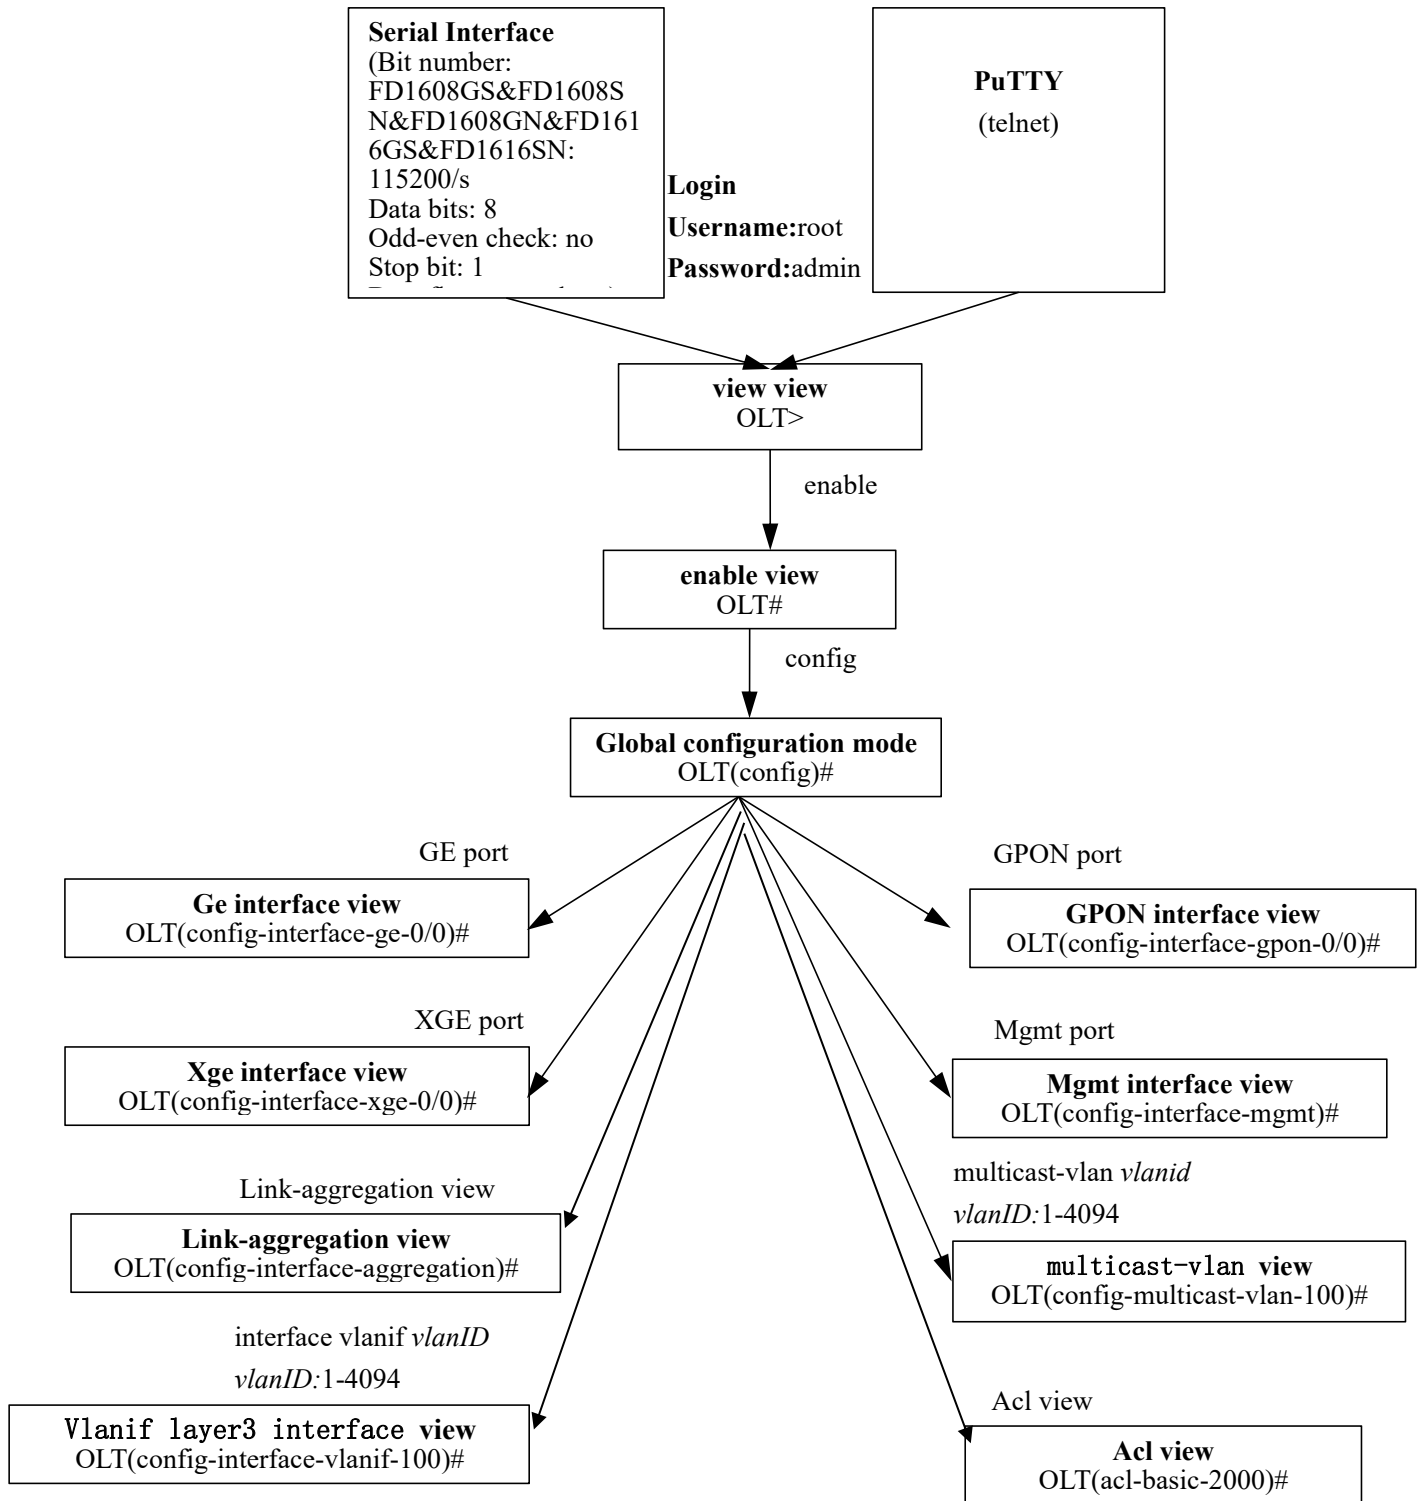 Serial Interface
(Bit number:
FD1608GS&FD1608S
N&FD1608GN&FD161
6GS&FD1616SN:
115200/s
Data bits: 8
Odd-even check: no
Stop bit: 1
PuTTY
(telnet)
Login
Username:root
Password:admin
view view
OLT>
enable
enable view
OLT#
config
Global configuration mode
OLT(config)#
GE port
Ge interface view
OLT(config-interface-ge-0/0)#
GPON port
GPON interface view
OLT(config-interface-gpon-0/0)#
XGE port
Xge interface view
OLT(config-interface-xge-0/0)#
Mgmt port
Mgmt interface view
OLT(config-interface-mgmt)#
Link-aggregation view
Link-aggregation view
OLT(config-interface-aggregation)#
multicast-vlan vlanid
vlanID:1-4094
multicast-vlan view
OLT(config-multicast-vlan-100)#
interface vlanif vlanID
vlanID:1-4094
Vlanif layer3 interface view
OLT(config-interface-vlanif-100)#
Acl view
Acl view
OLT(acl-basic-2000)#